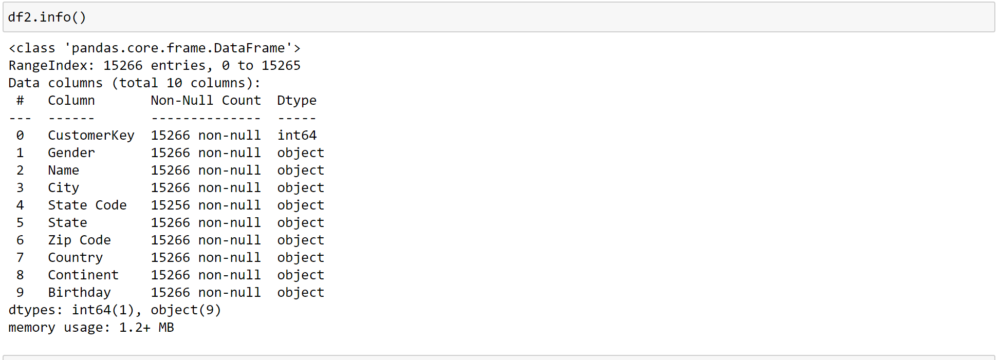 df2.info()
<class 'pandas.core.frame.DataFrame'>
RangeIndex: 15266 entries, 0 to 15265
Data columns (total 10 columns):
 #   Column       Non-Null Count  Dtype
---  ------       --------------  -----
 0   CustomerKey  15266 non-null  int64
 1   Gender       15266 non-null  object
 2   Name         15266 non-null  object
 3   City         15266 non-null  object
 4   State Code   15256 non-null  object
 5   State        15266 non-null  object
 6   Zip Code     15266 non-null  object
 7   Country      15266 non-null  object
 8   Continent    15266 non-null  object
 9   Birthday     15266 non-null  object
dtypes: int64(1), object(9)
memory usage: 1.2+ MB